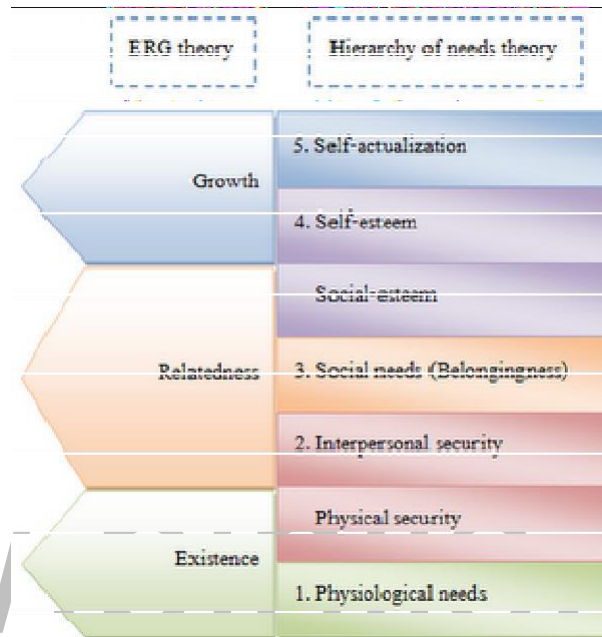 ERG theory
Hierarchy of needs theory
5. Self-actualization
Growth
4. Self-esteem
Social-esteem
Relatedness
3. Social needs (Belongingness)
2. Interpersonal security
Physical security
Existence
1. Physiological needs